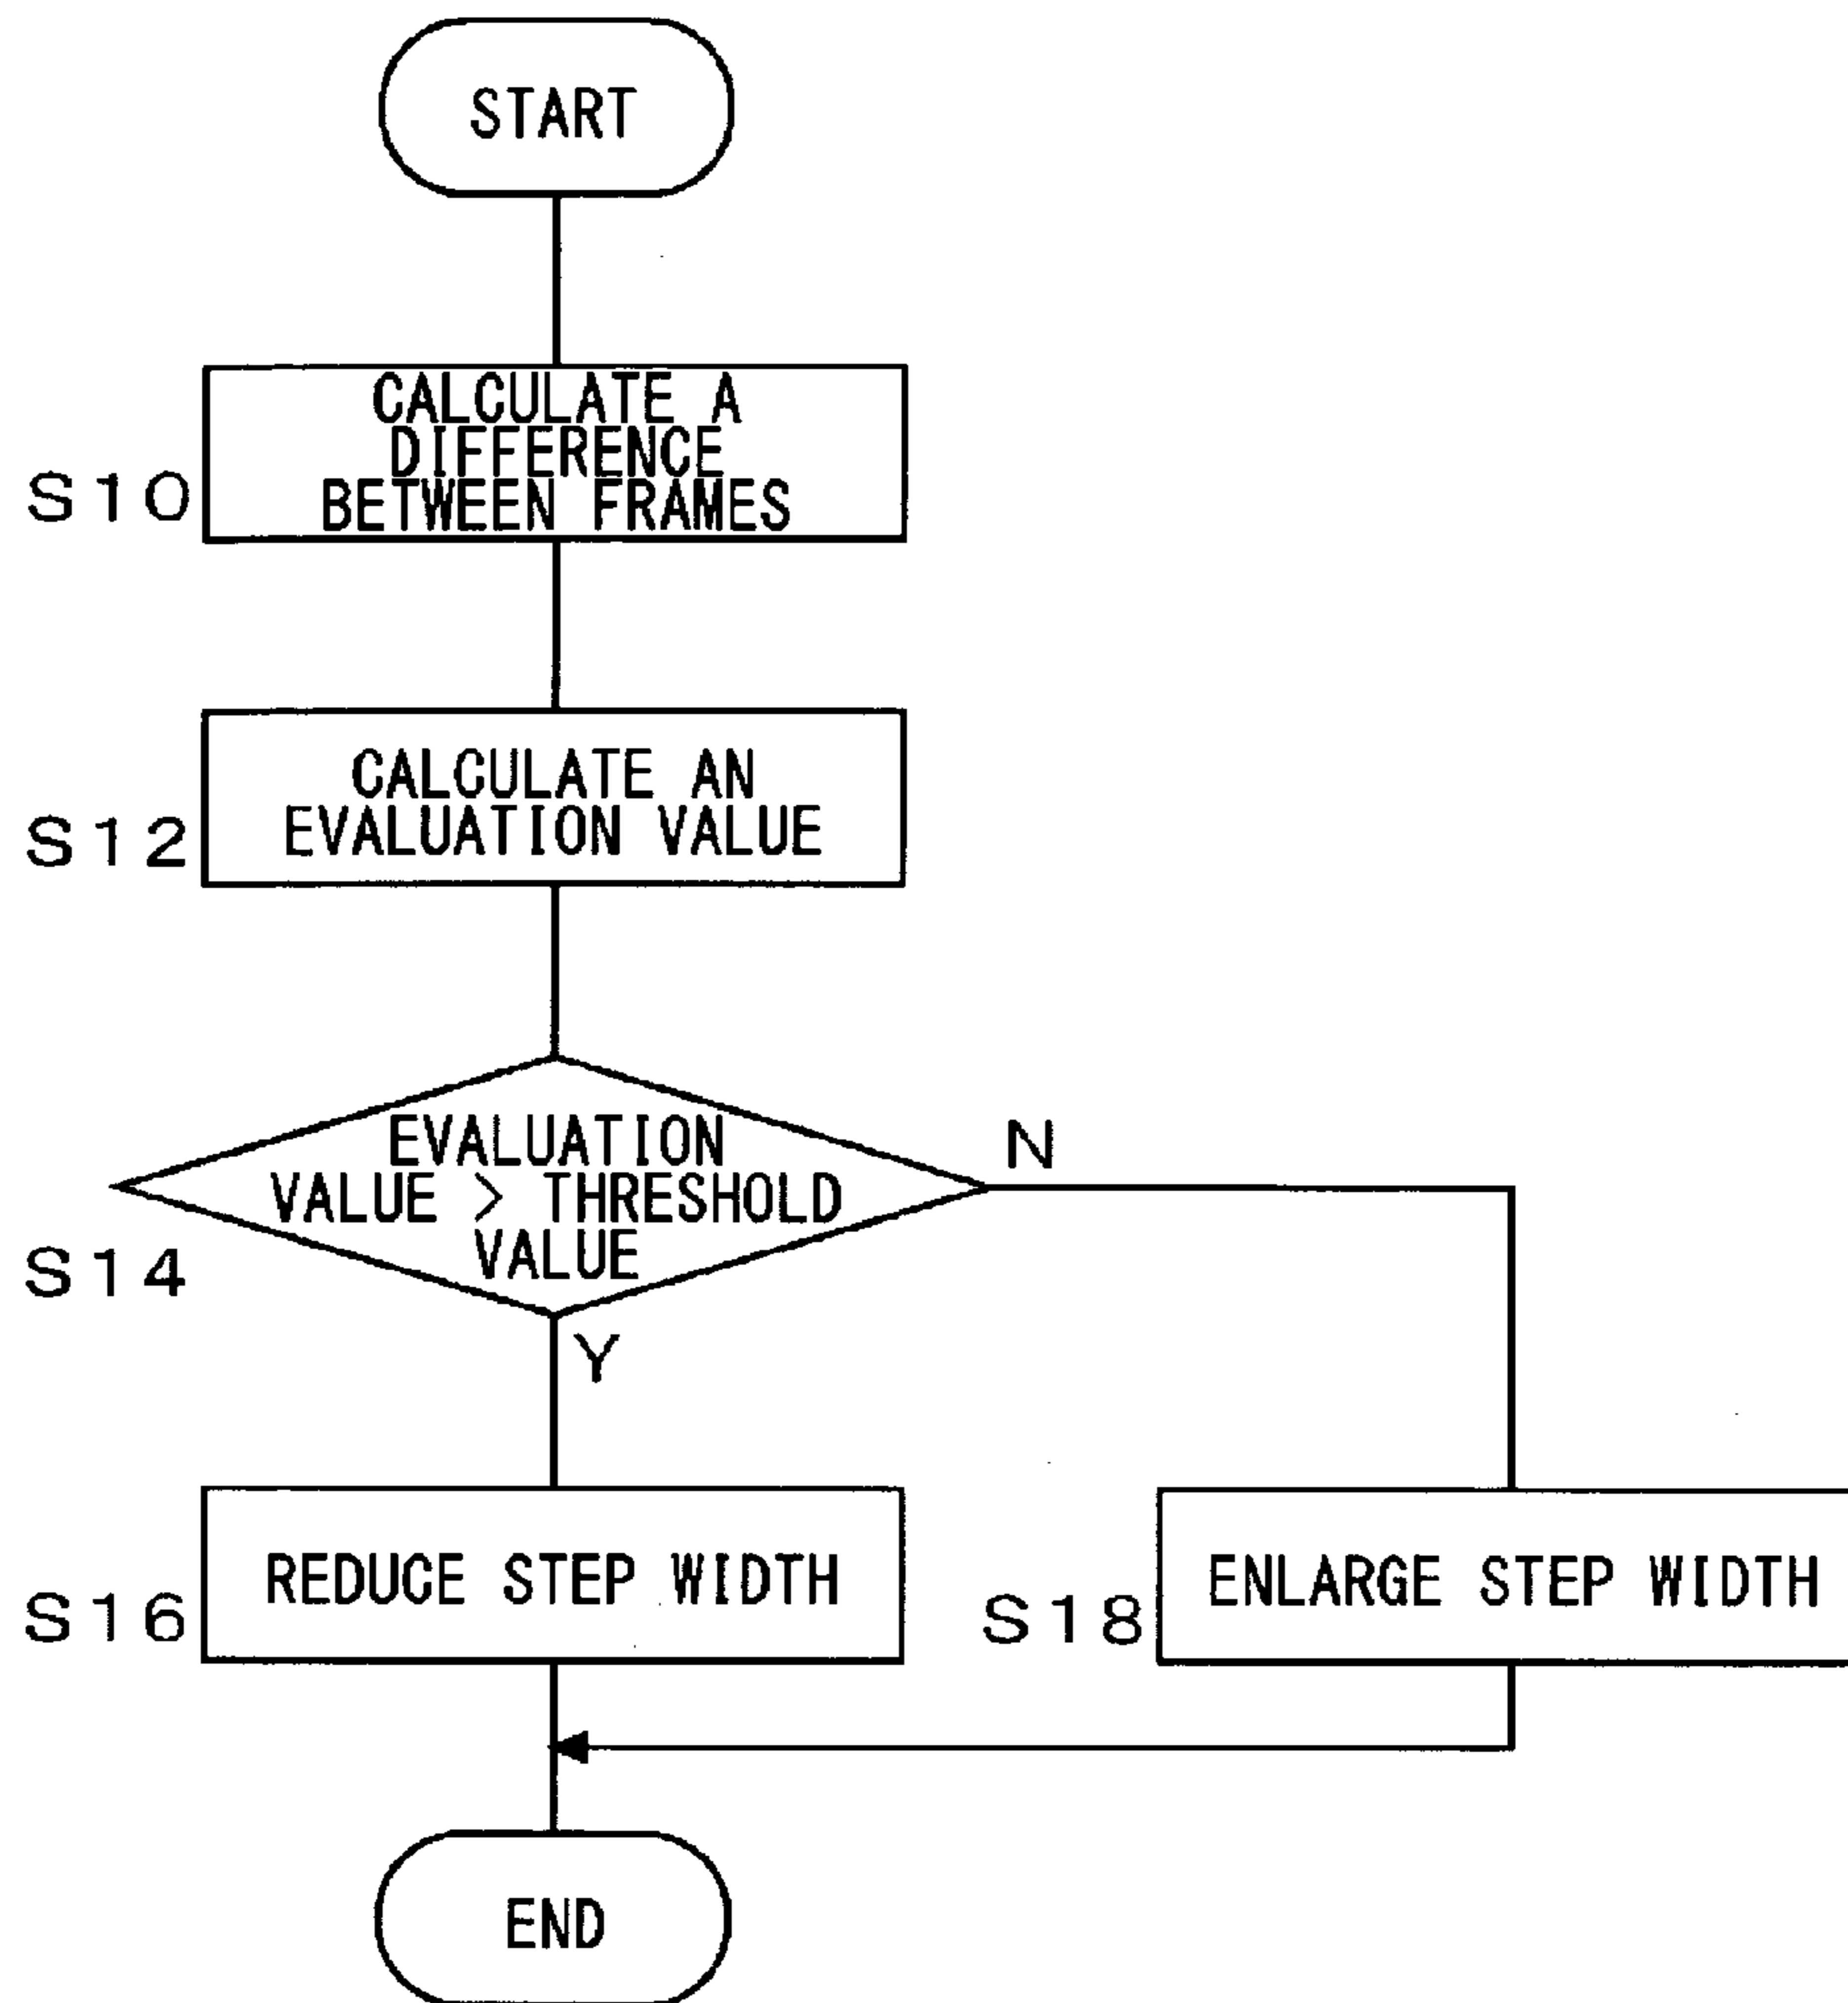 START
CALCULATE A
DIFFERENCE
BETWEEN FRAMES
S10
CALCULATE AN
EVALUATION VALUE
S12
EVALUATION
VALUE > THRESHOLD
VALUE
N
S14
Y
REDUCE STEP WIDTH
S16
ENLARGE STEP WIDTH
S18
END